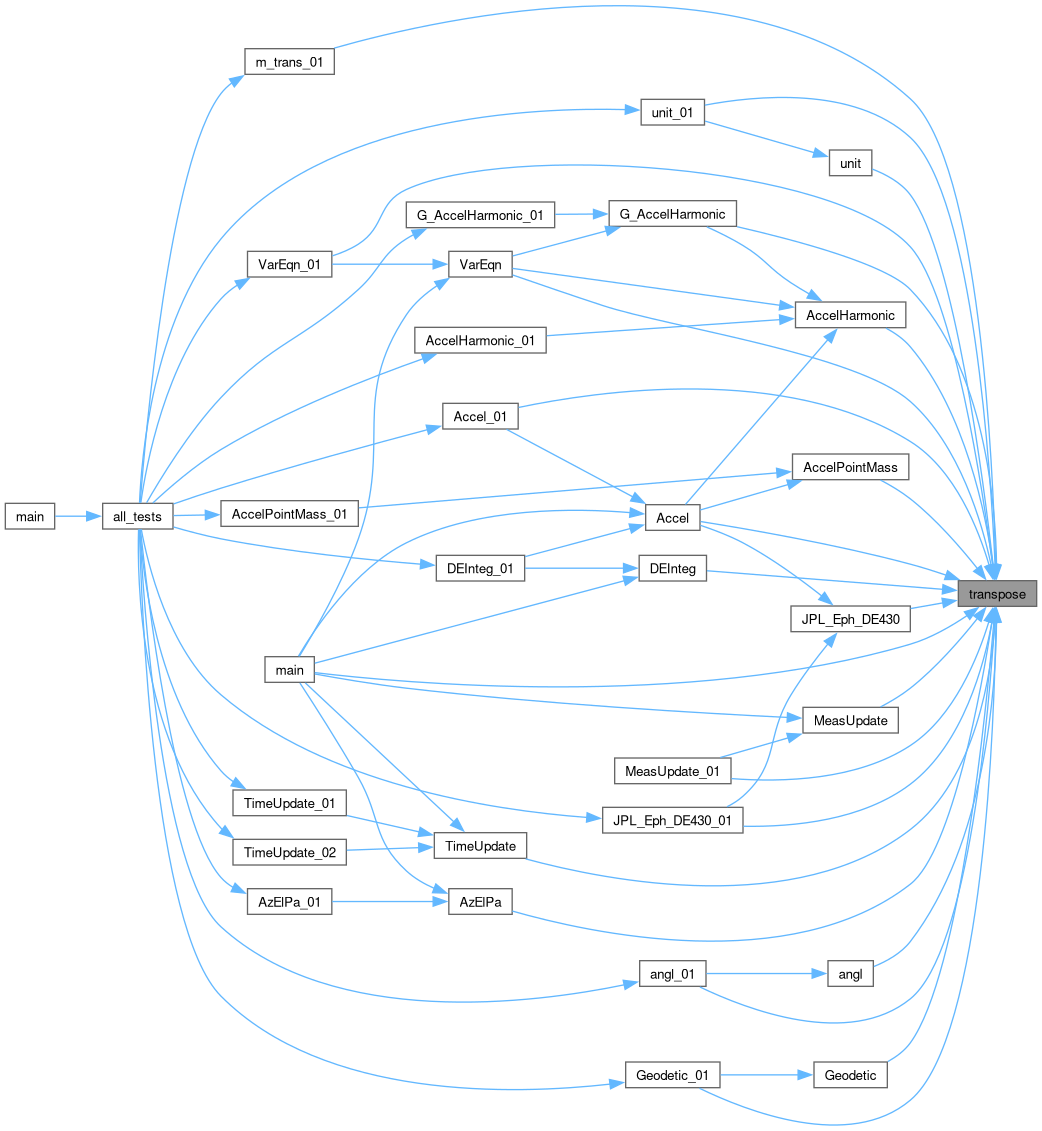 m_trans_01
unit_01
unit
G_AccelHarmonic_01
G_AccelHarmonic
VarEqn_01
VarEqn
AccelHarmonic
AccelHarmonic_01
Accel_01
AccelPointMass
main
all_tests
AccelPointMass_01
Accel
DEInteg_01
DEInteg
transpose
JPL_Eph_DE430
main
MeasUpdate
MeasUpdate_01
TimeUpdate_01
JPL_Eph_DE430_01
TimeUpdate_02
TimeUpdate
AzElPa_01
AzElPa
angl_01
angl
Geodetic_01
Geodetic